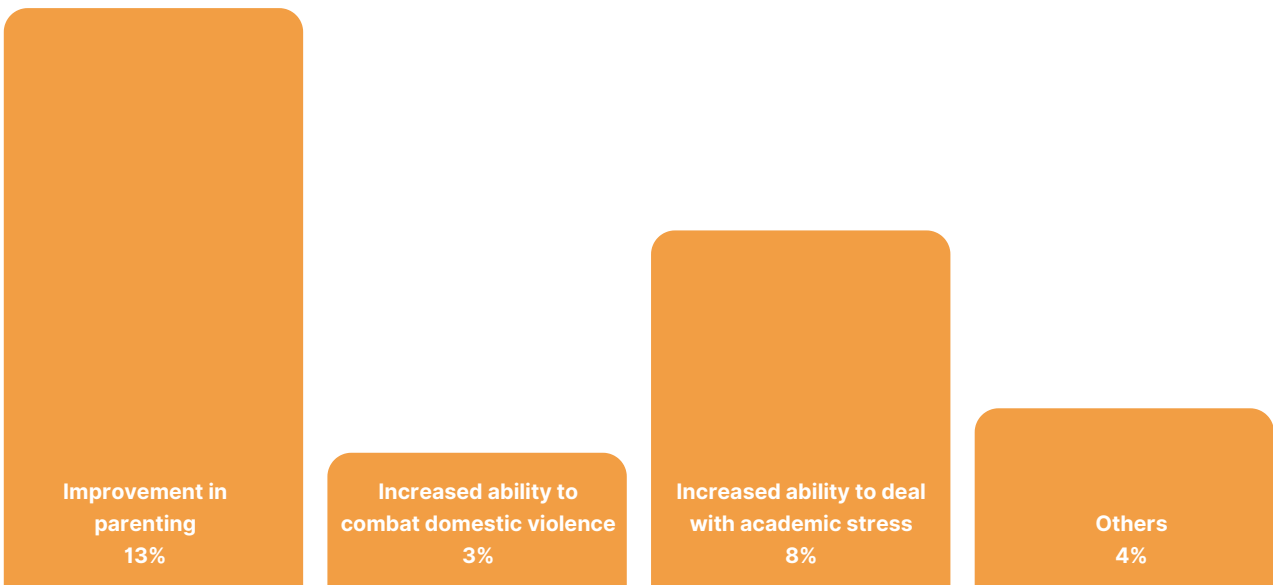 Improvement in
parenting
13%
Increased ability to
combat domestic violence
3%
Increased ability to deal
with academic stress
8%
Others
4%